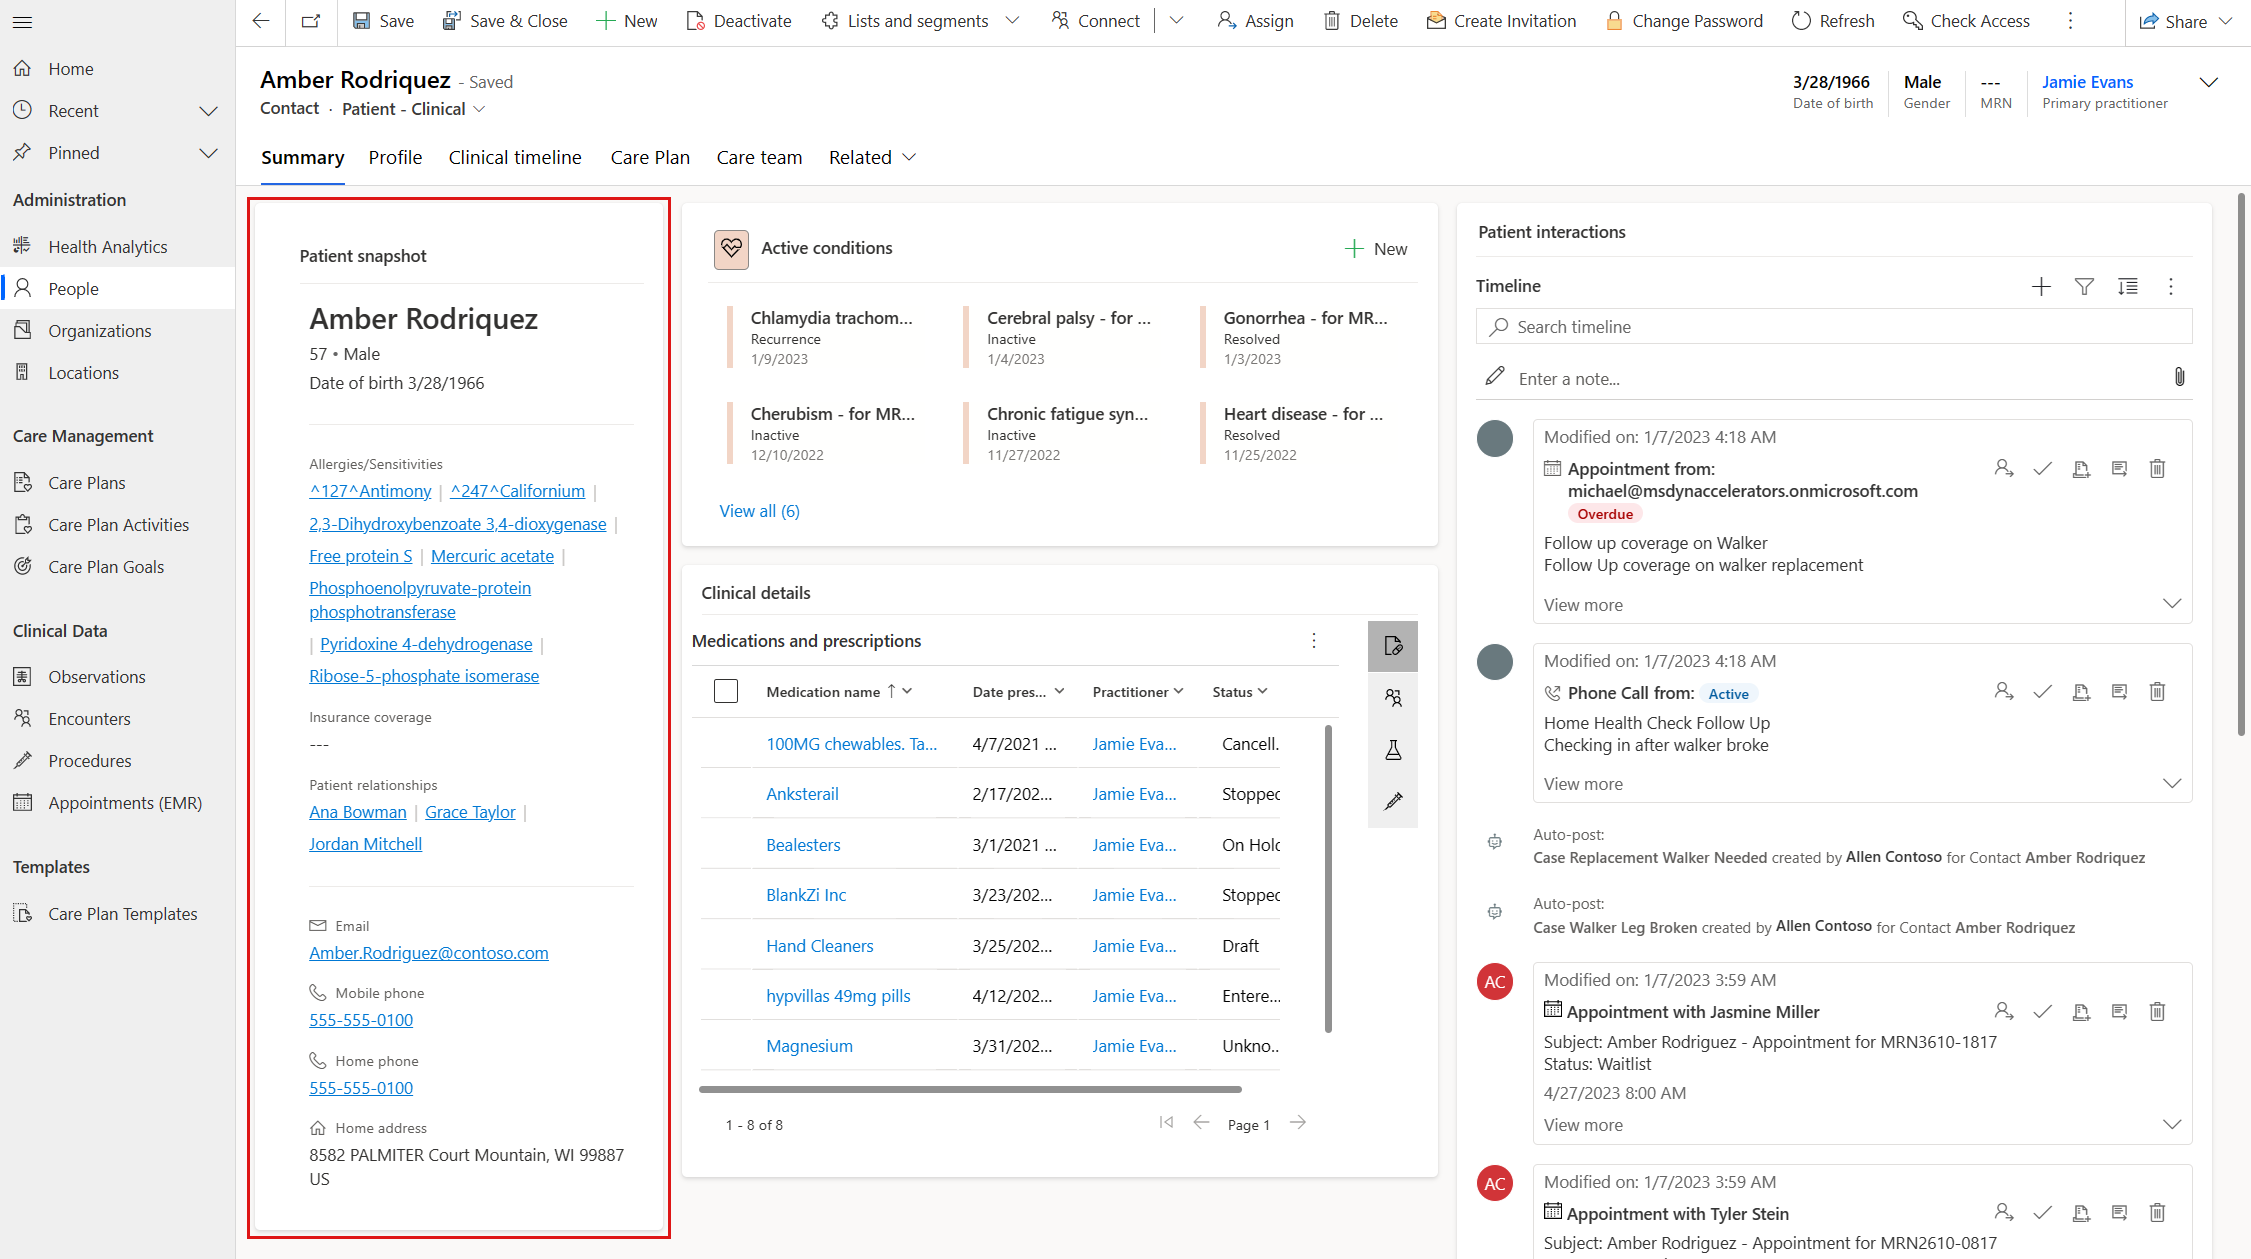 Save
Save & Close
New
Deactivate
Lists and segments
Connect
Assign
Delete
Create Invitation
Change Password
Refresh
Check Access
Share
Home
Recent
Pinned
Administration
Health Analytics
People
Organizations
Locations
Care Management
Care Plans
Care Plan Activities
Care Plan Goals
Clinical Data
Observations
Encounters
Procedures
Appointments (EMR)
Templates
Care Plan Templates
Amber Rodriquez - Saved
Contact · Patient - Clinical
3/28/1966
Date of birth
Male
Gender
---
MRN
Jamie Evans
Primary practitioner
Summary
Profile
Clinical timeline
Care Plan
Care team
Related
Patient snapshot
Amber Rodriquez
57 • Male
Date of birth 3/28/1966
Allergies/Sensitivities
^127^Antimony | ^247^Californium |
2,3-Dihydroxybenzoate 3,4-dioxygenase |
Free protein S | Mercuric acetate |
Phosphoenolpyruvate-protein
phosphotransferase
| Pyridoxine 4-dehydrogenase |
Ribose-5-phosphate isomerase
Insurance coverage
---
Patient relationships
Ana Bowman | Grace Taylor |
Jordan Mitchell
Email
Amber.Rodriguez@contoso.com
Mobile phone
555-555-0100
Home phone
555-555-0100
Home address
8582 PALMITER Court Mountain, WI 99887
US
Active conditions
New
Chlamydia trachom...
Recurrence
1/9/2023
Cerebral palsy - for ...
Inactive
1/4/2023
Gonorrhea - for MR...
Resolved
1/3/2023
Cherubism - for MR...
Inactive
12/10/2022
Chronic fatigue syn...
Inactive
11/27/2022
Heart disease - for ...
Resolved
11/25/2022
View all (6)
Clinical details
Medications and prescriptions
Medication name Date pres... Practitioner Status
100MG chewables. Ta... 4/7/2021 ... Jamie Eva... Cancell.
Anksterail 2/17/202... Jamie Eva... Stopped
Bealesters 3/1/2021 ... Jamie Eva... On Hold
BlankZi Inc 3/23/202... Jamie Eva... Stopped
Hand Cleaners 3/25/202... Jamie Eva... Draft
hypvillas 49mg pills 4/12/202... Jamie Eva... Entere...
Magnesium 3/31/202... Jamie Eva... Unkno..
1 - 8 of 8
Page 1
Patient interactions
Timeline
Search timeline
Enter a note...
Modified on: 1/7/2023 4:18 AM
Appointment from:
michael@msdynaccelerators.onmicrosoft.com
Overdue
Follow up coverage on Walker
Follow Up coverage on walker replacement
View more
Modified on: 1/7/2023 4:18 AM
Phone Call from: Active
Home Health Check Follow Up
Checking in after walker broke
View more
Auto-post:
Case Replacement Walker Needed created by Allen Contoso for Contact Amber Rodriquez
Auto-post:
Case Walker Leg Broken created by Allen Contoso for Contact Amber Rodriquez
AC
Modified on: 1/7/2023 3:59 AM
Appointment with Jasmine Miller
Subject: Amber Rodriguez - Appointment for MRN3610-1817
Status: Waitlist
4/27/2023 8:00 AM
View more
AC
Modified on: 1/7/2023 3:59 AM
Appointment with Tyler Stein
Subject: Amber Rodriguez - Appointment for MRN2610-0817